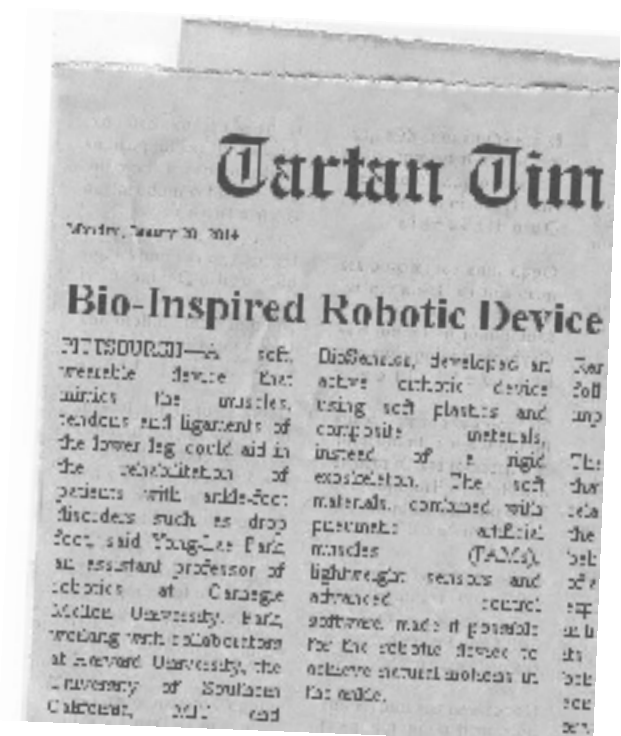 Tartan Tim
Monday, January 20, 2014
Bio-Inspired Robotic Device
PITTSBURGH—A soft,
wearable device that
mimics the muscles,
tendons and ligaments of
the lower leg could aid in
the rehabilitation of
patients with ankle-foot
disorders such as drop
foot, said Yong-Lae Park,
an assistant professor of
robotics at Carnegie
Mellon University. Park,
working with collaborators
at Harvard University, the
University of Southern
California, MIT and
BioSensics, developed an
active orthotic device
using soft plastics and
composite materials,
instead of a rigid
exoskeleton. The soft
materials, combined with
pneumatic artificial
muscles (PAMs),
lightweight sensors and
advanced control
software, made it possible
for the robotic device to
achieve natural motions in
the ankle.
foll
The
that
the